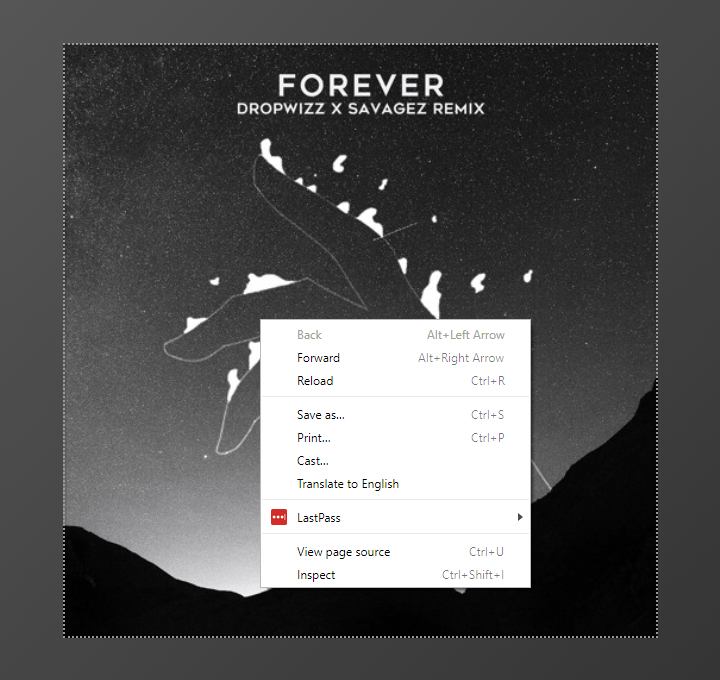 FOREVER
DROPWIZZ X SAVAGEZ REMIX
Back Alt+Left Arrow
Forward Alt+Right Arrow
Reload Ctrl+R
Save as... Ctrl+S
Print... Ctrl+P
Cast...
Translate to English
LastPass
View page source Ctrl+U
Inspect Ctrl+Shift+I